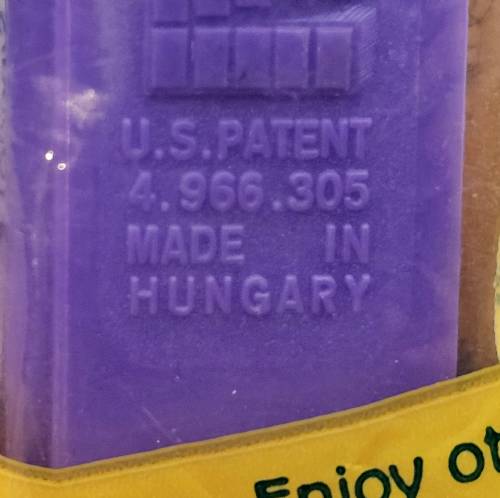 U.S.PATENT
4.966.305
MADE IN
HUNGARY
Enjoy